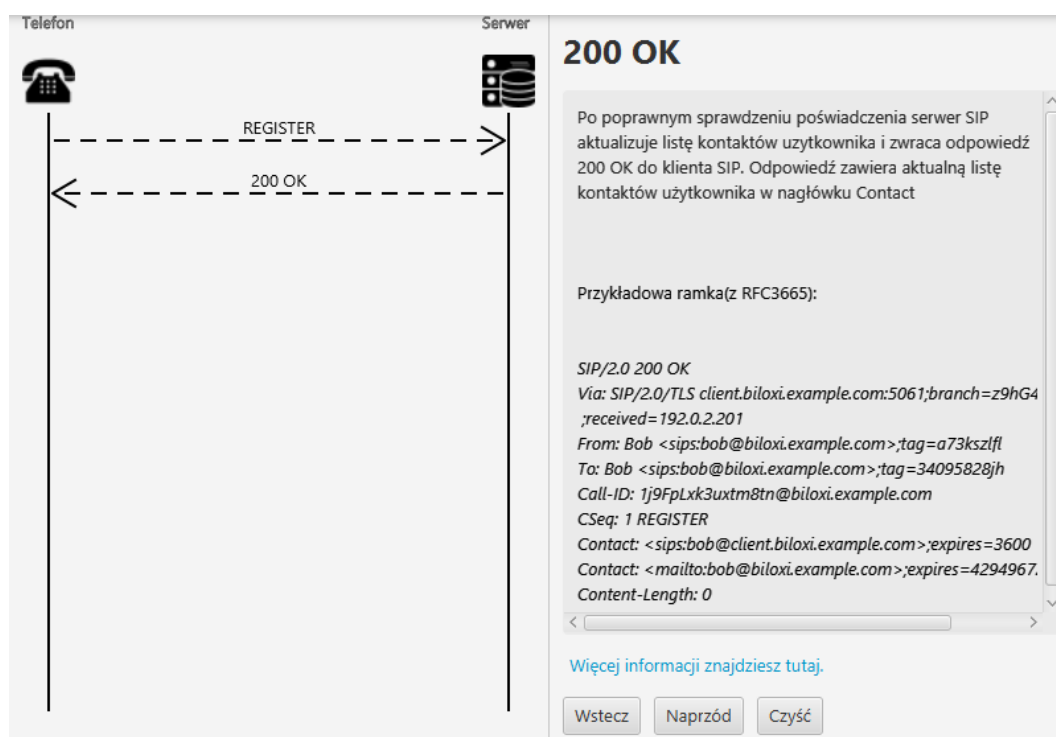 Telefon
Serwer
REGISTER
200 OK
200 OK
Po poprawnym sprawdzeniu poświadczenia serwer SIP
aktualizuje listę kontaktów uzytkownika i zwraca odpowiedź
200 OK do klienta SIP. Odpowiedź zawiera aktualną listę
kontaktów użytkownika w nagłówku Contact
Przykładowa ramka(z RFC3665):
SIP/2.0 200 OK
Via: SIP/2.0/TLS client.biloxi.example.com:5061;branch=z9hG4
;received=192.0.2.201
From: Bob <sips:bob@biloxi.example.com>;tag=a73kszlfl
To: Bob <sips:bob@biloxi.example.com>;tag=34095828jh
Call-ID: 1j9FpLxk3uxtm8tn@biloxi.example.com
CSeq: 1 REGISTER
Contact: <sips:bob@client.biloxi.example.com>;expires=3600
Contact: <mailto:bob@biloxi.example.com>;expires=4294967.
Content-Length: 0
Więcej informacji znajdziesz tutaj.
Wstecz Naprzód Czyść